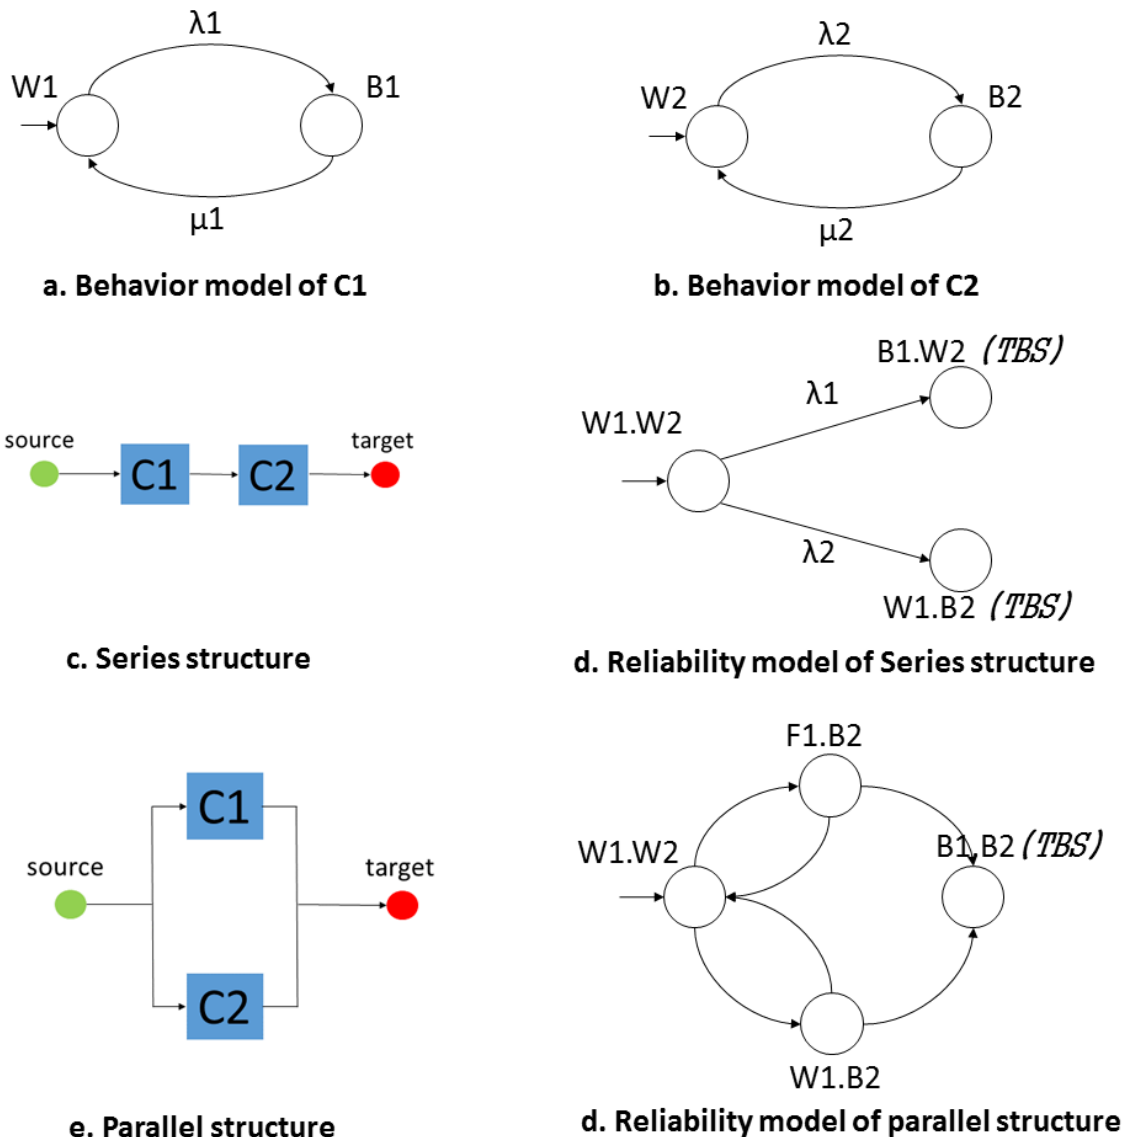 λ1
W1
B1
μ1
a. Behavior model of C1
λ2
W2
B2
μ2
b. Behavior model of C2
source
C1
C2
target
c. Series structure
B1.W2 (TBS)
λ1
W1.W2
λ2
W1.B2 (TBS)
d. Reliability model of Series structure
C1
source
target
C2
e. Parallel structure
F1.B2
W1.W2
B1.B2 (TBS)
W1.B2
d. Reliability model of parallel structure